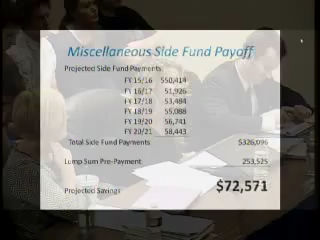 Miscellaneous Side Fund Payoff
Projected Side Fund Payments:
FY 15/16 $50,414
FY 16/17 51,926
FY 17/18 53,484
FY 18/19 55,088
FY 19/20 56,741
FY 20/21 58,443
Total Side Fund Payments $326,096
Lump Sum Pre-Payment 253,525
Projected Savings $72,571